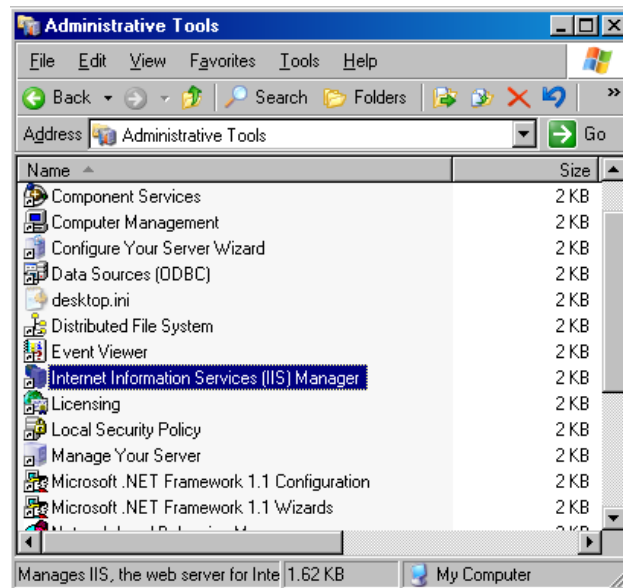 Administrative Tools
File Edit View Favorites Tools Help
Back Search Folders »
Address Administrative Tools Go
Name Size
Component Services 2 KB
Computer Management 2 KB
Configure Your Server Wizard 2 KB
Data Sources (ODBC) 2 KB
desktop.ini 2 KB
Distributed File System 2 KB
Event Viewer 2 KB
Internet Information Services (IIS) Manager 2 KB
Licensing 2 KB
Local Security Policy 2 KB
Manage Your Server 2 KB
Microsoft .NET Framework 1.1 Configuration 2 KB
Microsoft .NET Framework 1.1 Wizards 2 KB
Manages IIS, the web server for Inte 1.62 KB My Computer